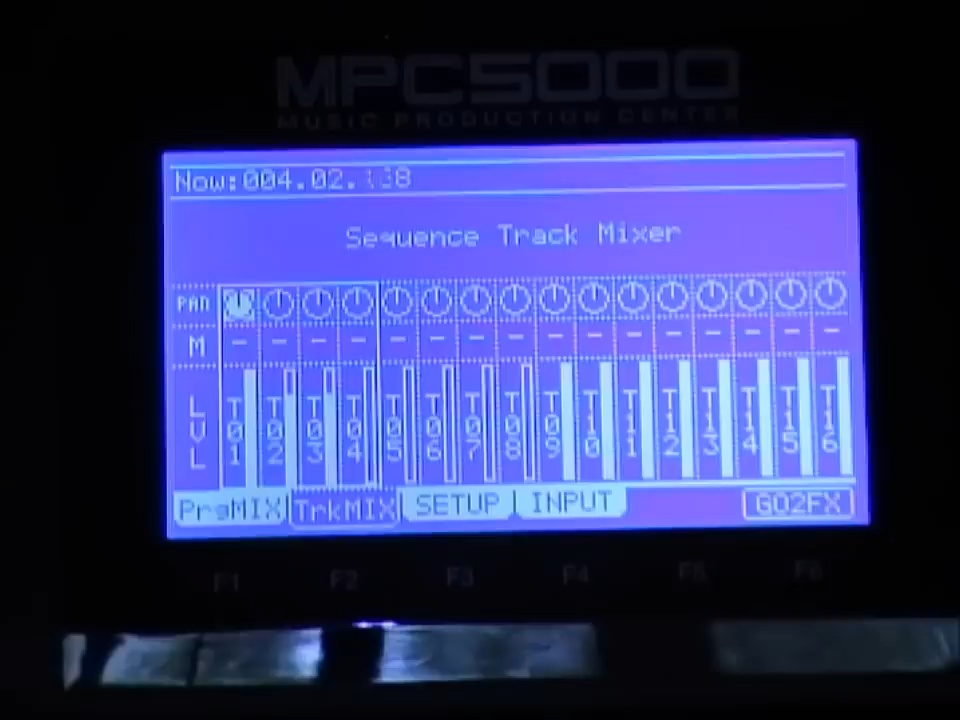 MPC5000
MUSIC PRODUCTION CENTER
Now:004.02.
Sequence Track Mixer
PAN
M
LVL T01 T02 T03 T04 T05 T06 T07 T08 T09 T10 T11 T12 T13 T14 T15 T16
PrgMIX TrkMIX SETUP INPUT GO2FX
F1 F2 F3 F4 F5 F6